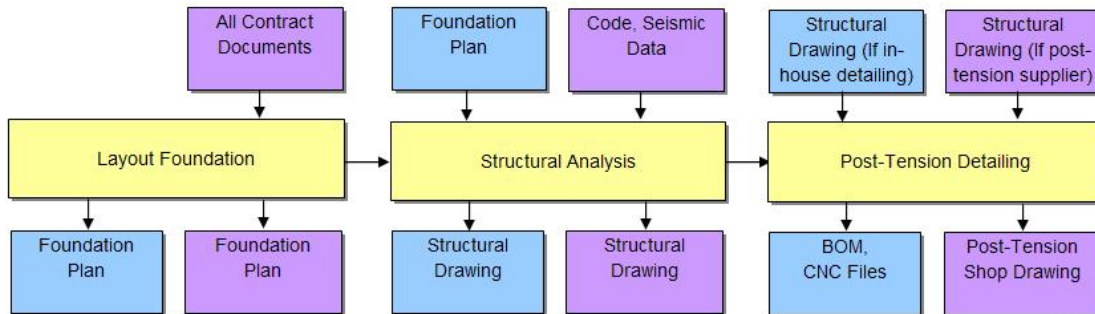 All Contract
Documents
Foundation
Plan
Code, Seismic
Data
Structural
Drawing (If in-
house detailing)
Structural
Drawing (If post-
tension supplier)
Layout Foundation
Structural Analysis
Post-Tension Detailing
Foundation
Plan
Foundation
Plan
Structural
Drawing
Structural
Drawing
BOM,
CNC Files
Post-Tension
Shop Drawing